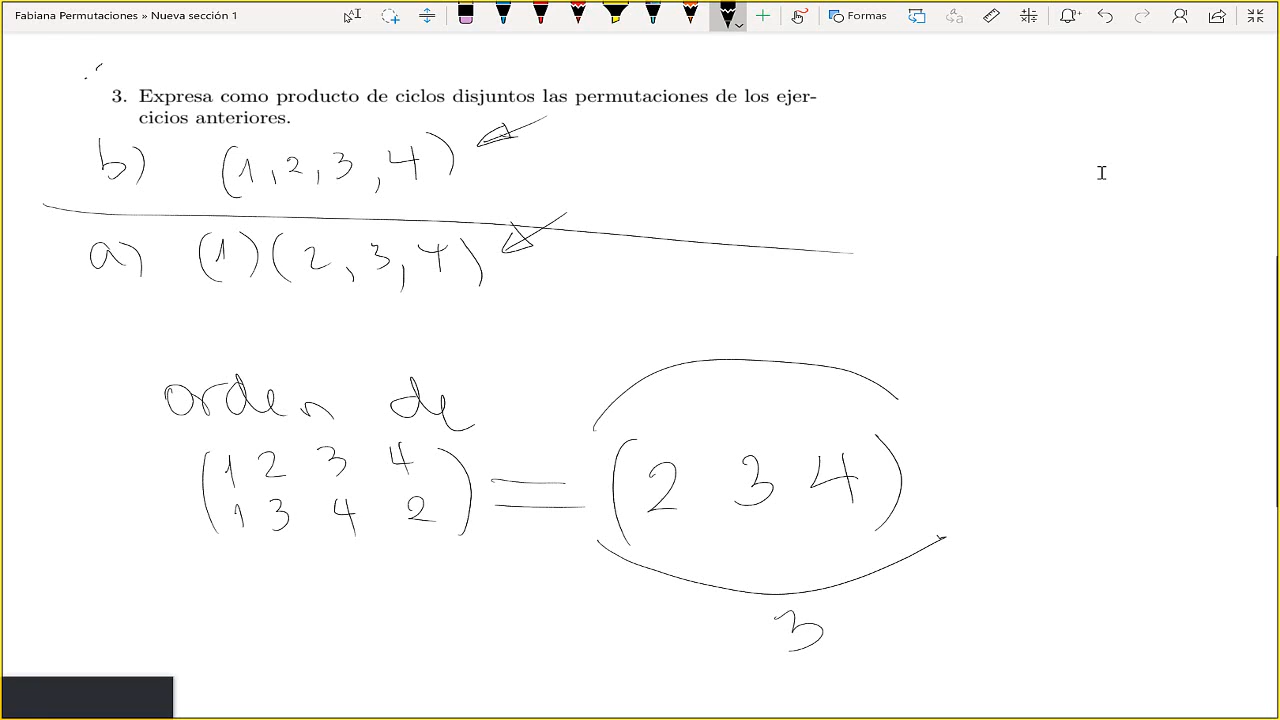 Fabiana Permutaciones » Nueva sección 1
Formas
3. Expresa como producto de ciclos disjuntos las permutaciones de los ejer-
cicios anteriores.
b) (1,2,3,4)
a) (1)(2,3,4)
orden de
(1 2 3 4
1 3 4 2) = (2 3 4)
3